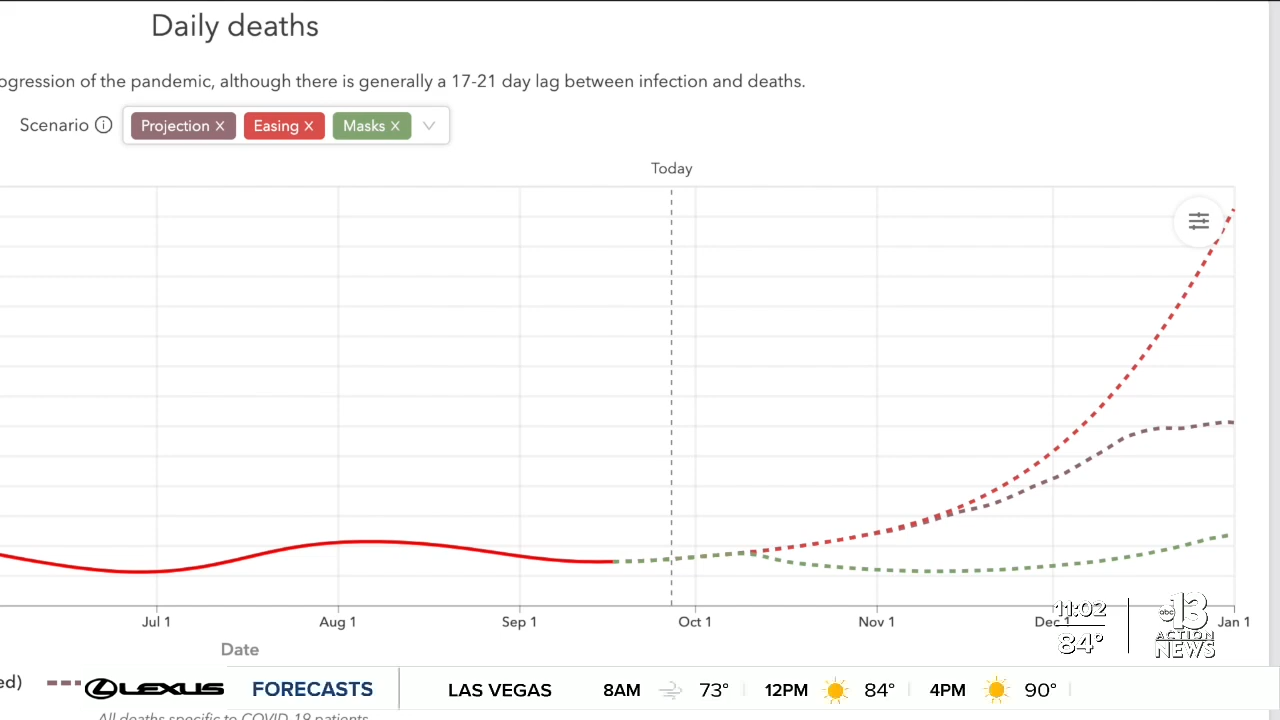 Daily deaths
ogression of the pandemic, although there is generally a 17-21 day lag between infection and deaths.
Scenario Projection X Easing X Masks X
Today
Jul 1 Aug 1 Sep 1 Oct 1 Nov 1 Dec 1 Jan 1
Date
11:02
84°
abc 13
ACTION
NEWS
ed)
LEXUS FORECASTS LAS VEGAS 8AM 73° 12PM 84° 4PM 90°
All deaths specific to COVID-19 patients